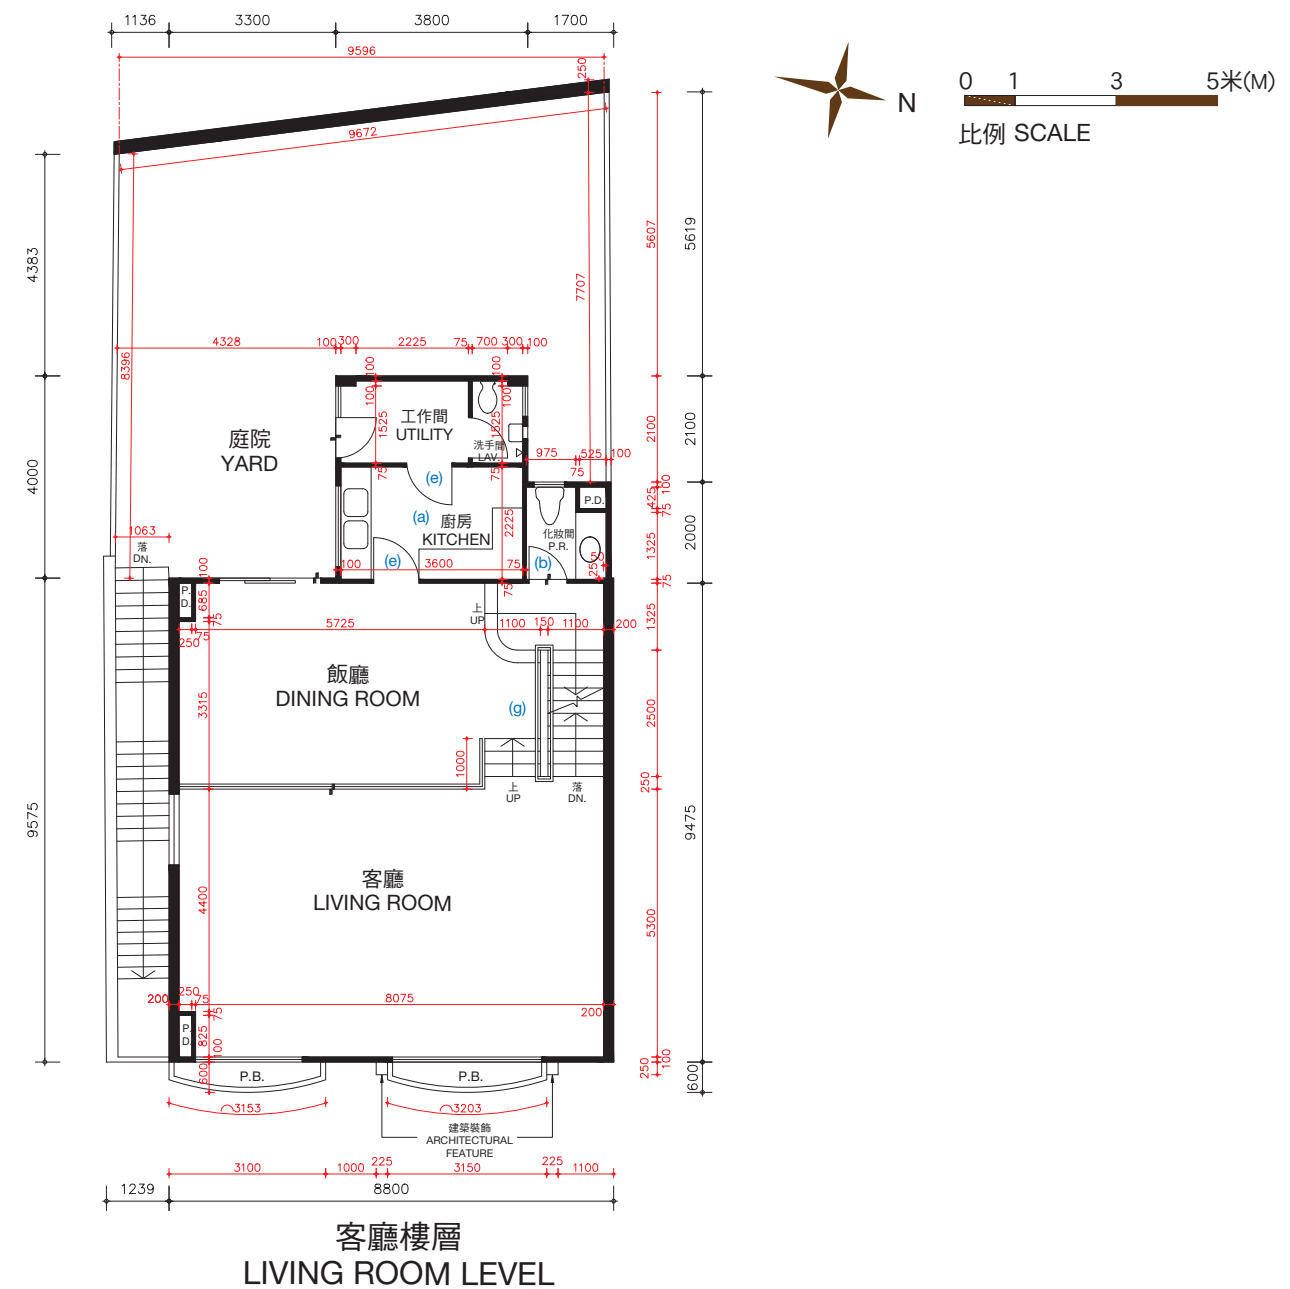 1136 3300 3800 1700
9596
250
9672
N
0 1 3 5米(M)
比例 SCALE
4383
5607
5619
7707
8396
4328 100 300 2225 75 700 300 100
100 100
100 100
1525 1525
工作間
UTILITY
洗手間
LAV.
2100 2100
庭院
YARD
975 525 100
75
75 75
4000
(e)
P.D.
100
425
75
(a)
廚房
KITCHEN
2225
化妝間
P.R.
1325
2000
1063
落
DN.
(e)
(b)
50
250
100 3600 75
100
75
75
P.
D.
685
75
上
UP
1325
5725 1100 150 1100 200
250 75
飯廳
DINING ROOM
3315
(g)
2500
1000
250
上
UP
落
DN.
9575
9475
客廳
LIVING ROOM
4400
5300
250
200 75 8075
200
75
P.
D.
825
100
100
250
600
600
P.B. P.B.
3153 3203
建築裝飾
ARCHITECTURAL
FEATURE
3100 1000 225 3150 225 1100
1239 8800
客廳樓層
LIVING ROOM LEVEL